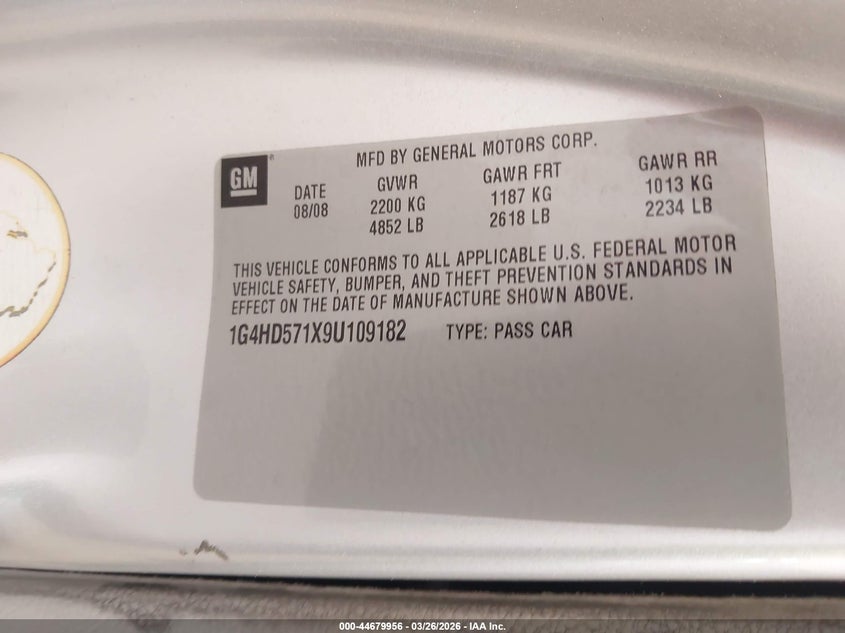 GM
MFD BY GENERAL MOTORS CORP.
DATE GVWR GAWR FRT GAWR RR
08/08 2200 KG 1187 KG 1013 KG
4852 LB 2618 LB 2234 LB
THIS VEHICLE CONFORMS TO ALL APPLICABLE U.S. FEDERAL MOTOR
VEHICLE SAFETY, BUMPER, AND THEFT PREVENTION STANDARDS IN
EFFECT ON THE DATE OF MANUFACTURE SHOWN ABOVE.
1G4HD571X9U109182 TYPE: PASS CAR
000-44679956 - 03/26/2026 - IAA Inc.